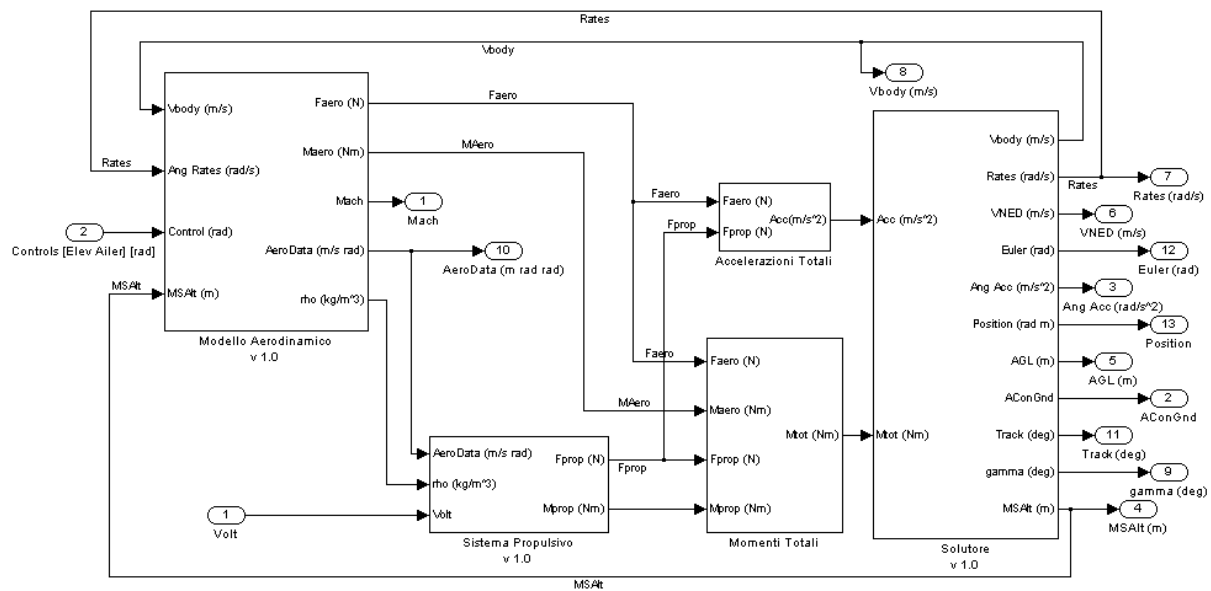 Rates
Vbody
8
Vbody (m/s)
Vbody (m/s)
Ang Rates (rad/s)
Control (rad)
MSAlt (m)
Faero (N)
Maero (Nm)
Mach
AeroData (m/s rad)
rho (kg/m^3)
Modello Aerodinamico
v 1.0
Rates
2
Controls [Elev Ailer] [rad]
MSAlt
Faero
MAero
1
Mach
10
AeroData (m rad rad)
Faero
Fprop
Faero (N)
Fprop (N)
Acc(m/s^2)
Accelerazioni Totali
Faero
MAero
Faero (N)
Maero (Nm)
Fprop (N)
Mprop (Nm)
Mtot (Nm)
Momenti Totali
AeroData (m/s rad)
rho (kg/m^3)
Volt
Fprop (N)
Mprop (Nm)
Fprop
Sistema Propulsivo
v 1.0
1
Volt
Acc (m/s^2)
Mtot (Nm)
Vbody (m/s)
Rates (rad/s)
VNED (m/s)
Euler (rad)
Ang Acc (m/s^2)
Position (rad m)
AGL (m)
AConGnd
Track (deg)
gamma (deg)
MSAlt (m)
Solutore
v 1.0
Rates
7
Rates (rad/s)
6
VNED (m/s)
12
Euler (rad)
3
Ang Acc (rad/s^2)
13
Position
5
AGL (m)
2
AConGnd
11
Track (deg)
9
gamma (deg)
4
MSAlt (m)
MSAlt